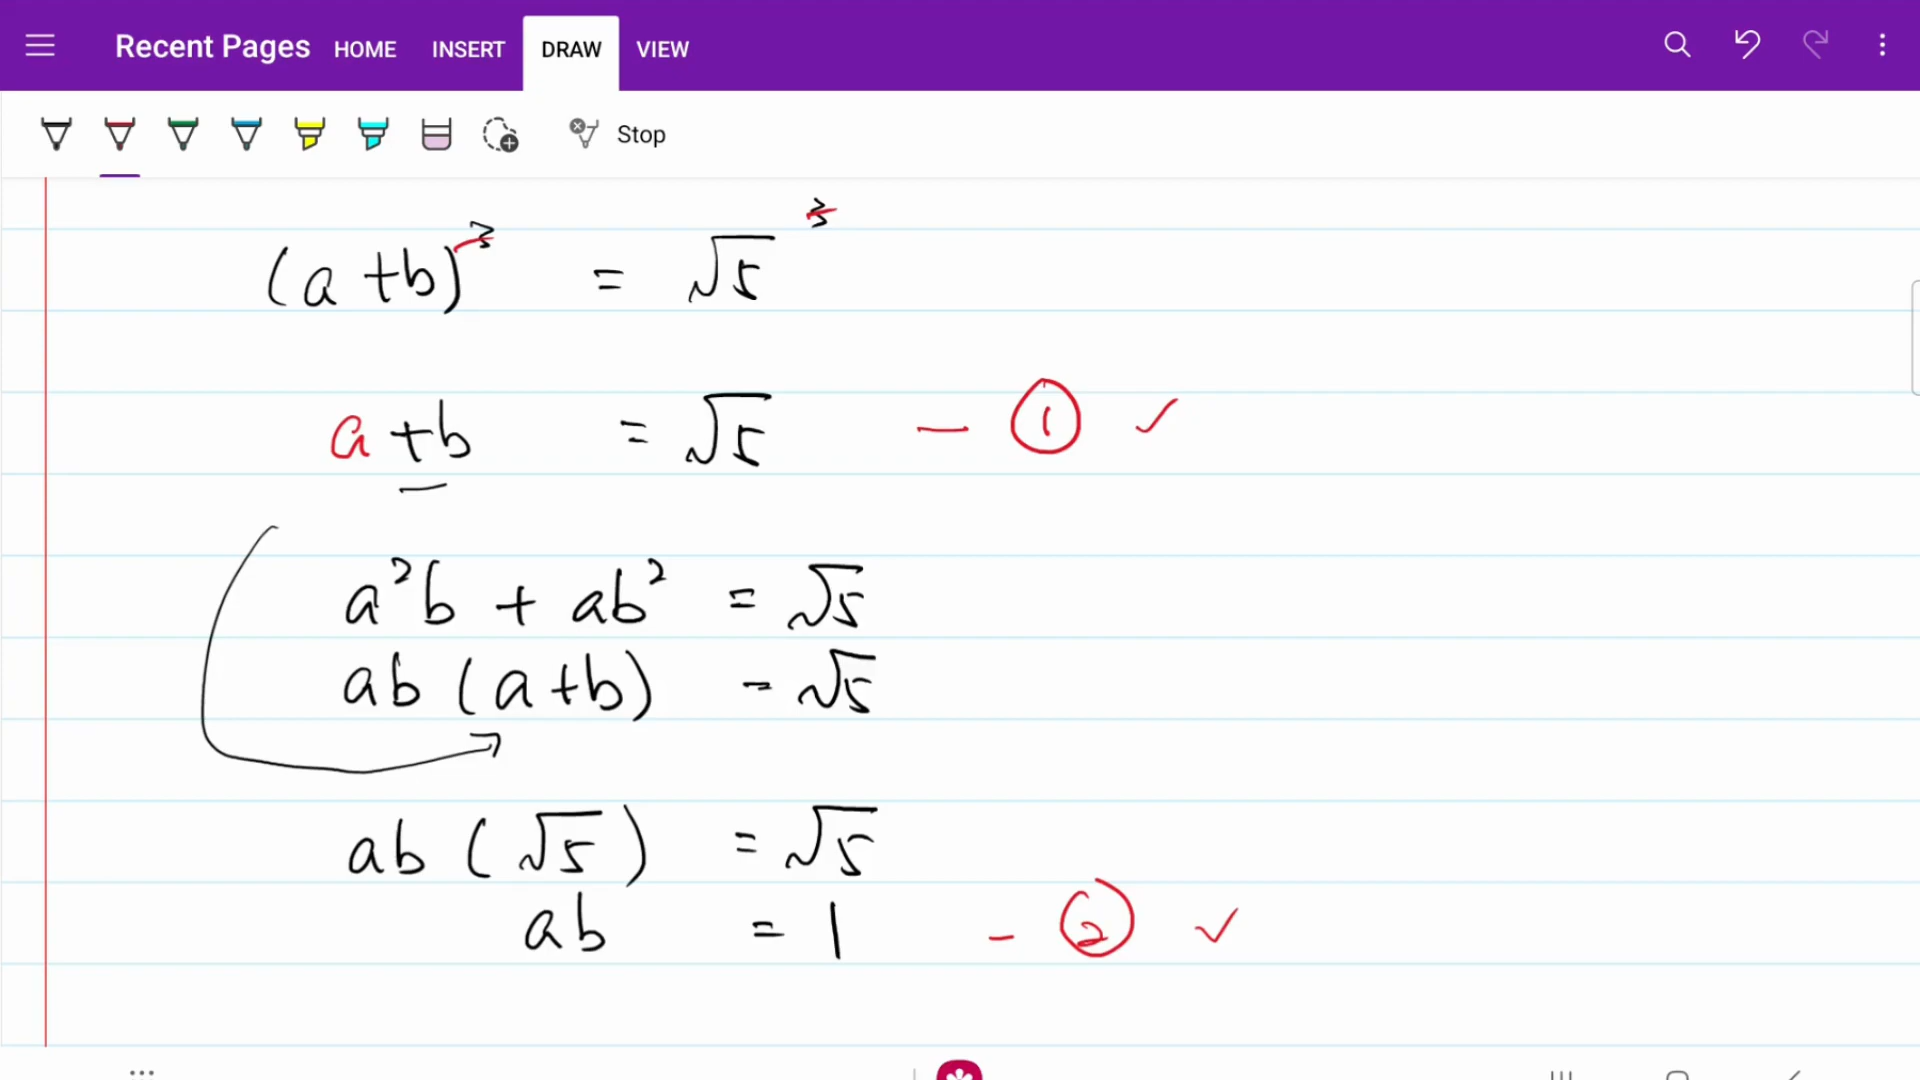 Recent Pages HOME INSERT DRAW VIEW
Stop
(a+b)³ = √5³
a+b = √5 — ①  ✓
a²b + ab² = √5
ab(a+b) = √5
ab(√5) = √5
ab = 1 - ② ✓